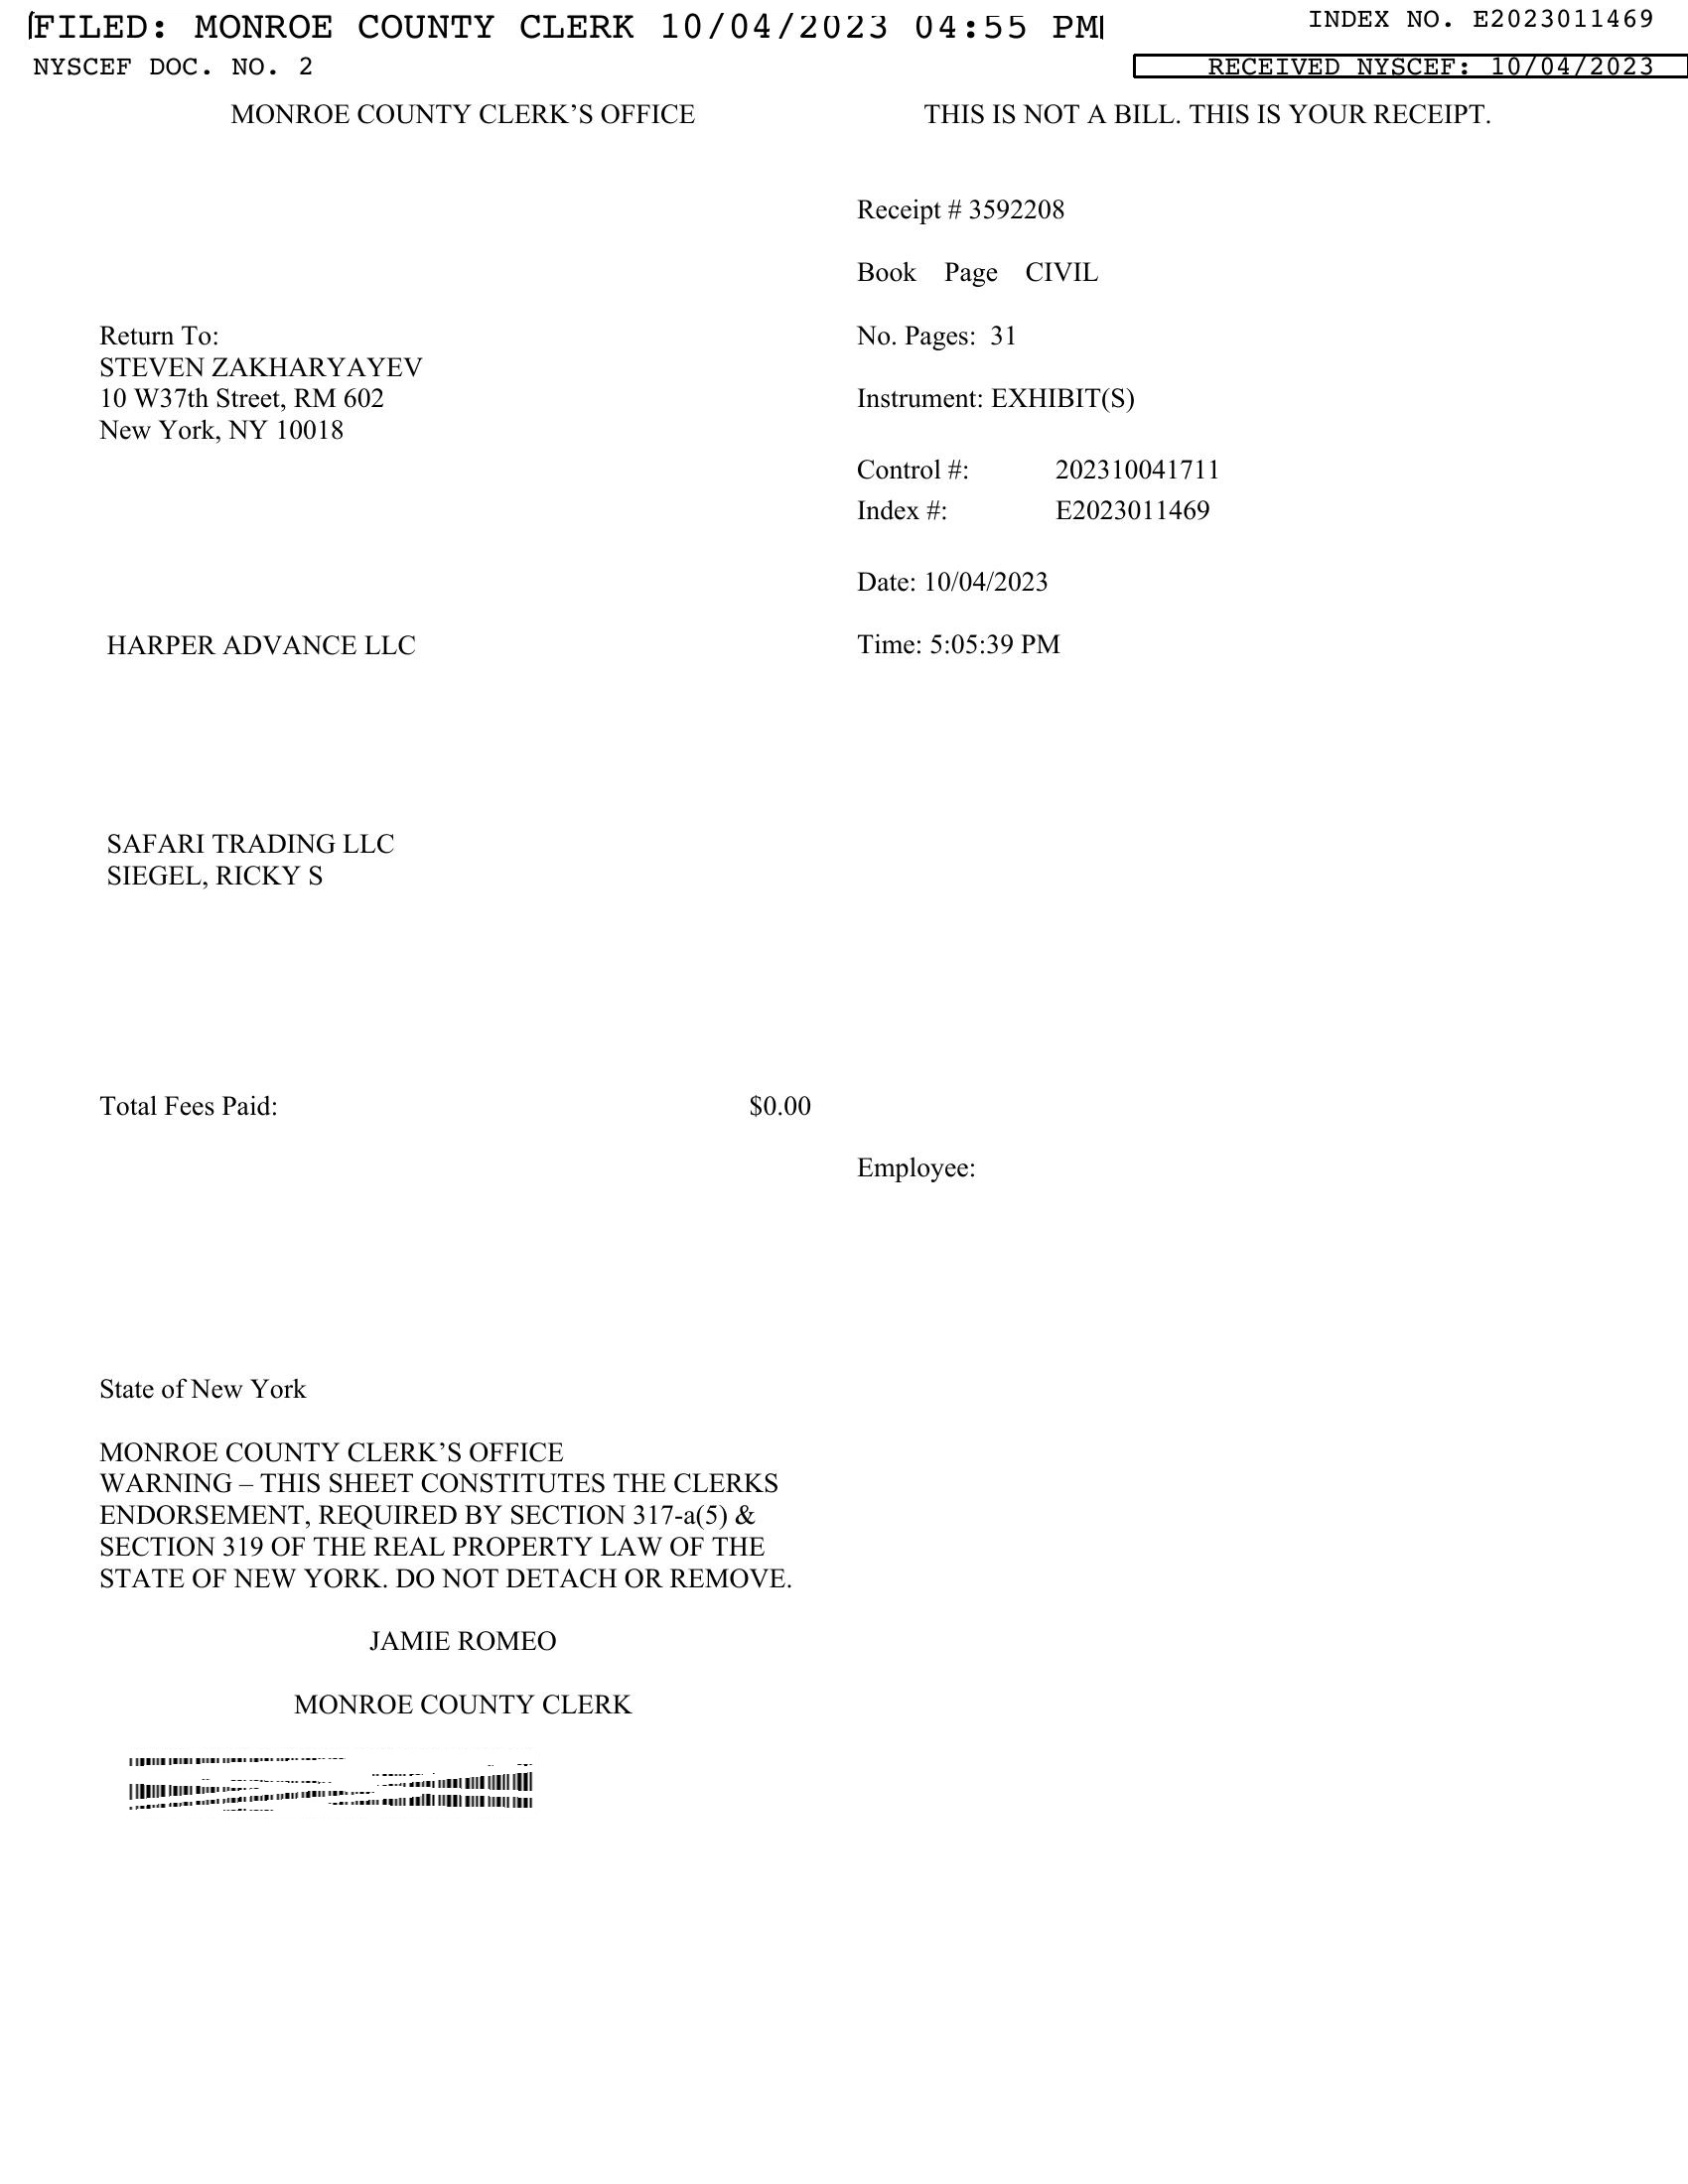 FILED: MONROE COUNTY CLERK 10/04/2023 04:55 PM
INDEX NO. E2023011469
NYSCEF DOC. NO. 2
RECEIVED NYSCEF: 10/04/2023
MONROE COUNTY CLERK’S OFFICE
THIS IS NOT A BILL. THIS IS YOUR RECEIPT.
Receipt # 3592208
Book Page CIVIL
Return To:
STEVEN ZAKHARYAYEV
10 W37th Street, RM 602
New York, NY 10018
No. Pages: 31
Instrument: EXHIBIT(S)
Control #: 202310041711
Index #: E2023011469
Date: 10/04/2023
HARPER ADVANCE LLC
Time: 5:05:39 PM
SAFARI TRADING LLC
SIEGEL, RICKY S
Total Fees Paid: $0.00
Employee:
State of New York
MONROE COUNTY CLERK’S OFFICE
WARNING – THIS SHEET CONSTITUTES THE CLERKS
ENDORSEMENT, REQUIRED BY SECTION 317-a(5) &
SECTION 319 OF THE REAL PROPERTY LAW OF THE
STATE OF NEW YORK. DO NOT DETACH OR REMOVE.
JAMIE ROMEO
MONROE COUNTY CLERK